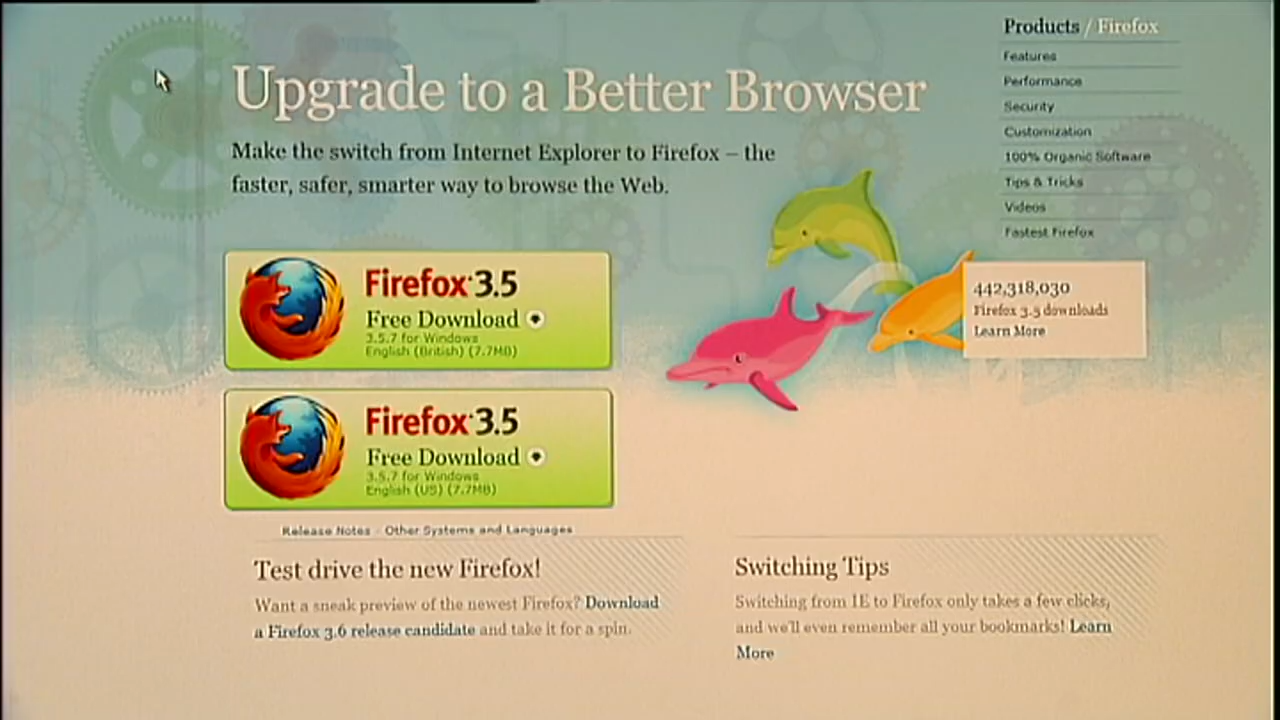 Products / Firefox
Features
Performance
Security
Customization
100% Organic Software
Tips & Tricks
Videos
Fastest Firefox
Upgrade to a Better Browser
Make the switch from Internet Explorer to Firefox – the
faster, safer, smarter way to browse the Web.
Firefox 3.5
Free Download
3.5.7 for Windows
English (British) (7.7MB)
442,318,030
Firefox 3.5 downloads
Learn More
Firefox 3.5
Free Download
3.5.7 for Windows
English (US) (7.7MB)
Release Notes - Other Systems and Languages
Test drive the new Firefox!
Want a sneak preview of the newest Firefox? Download
a Firefox 3.6 release candidate and take it for a spin.
Switching Tips
Switching from IE to Firefox only takes a few clicks,
and we'll even remember all your bookmarks! Learn
More